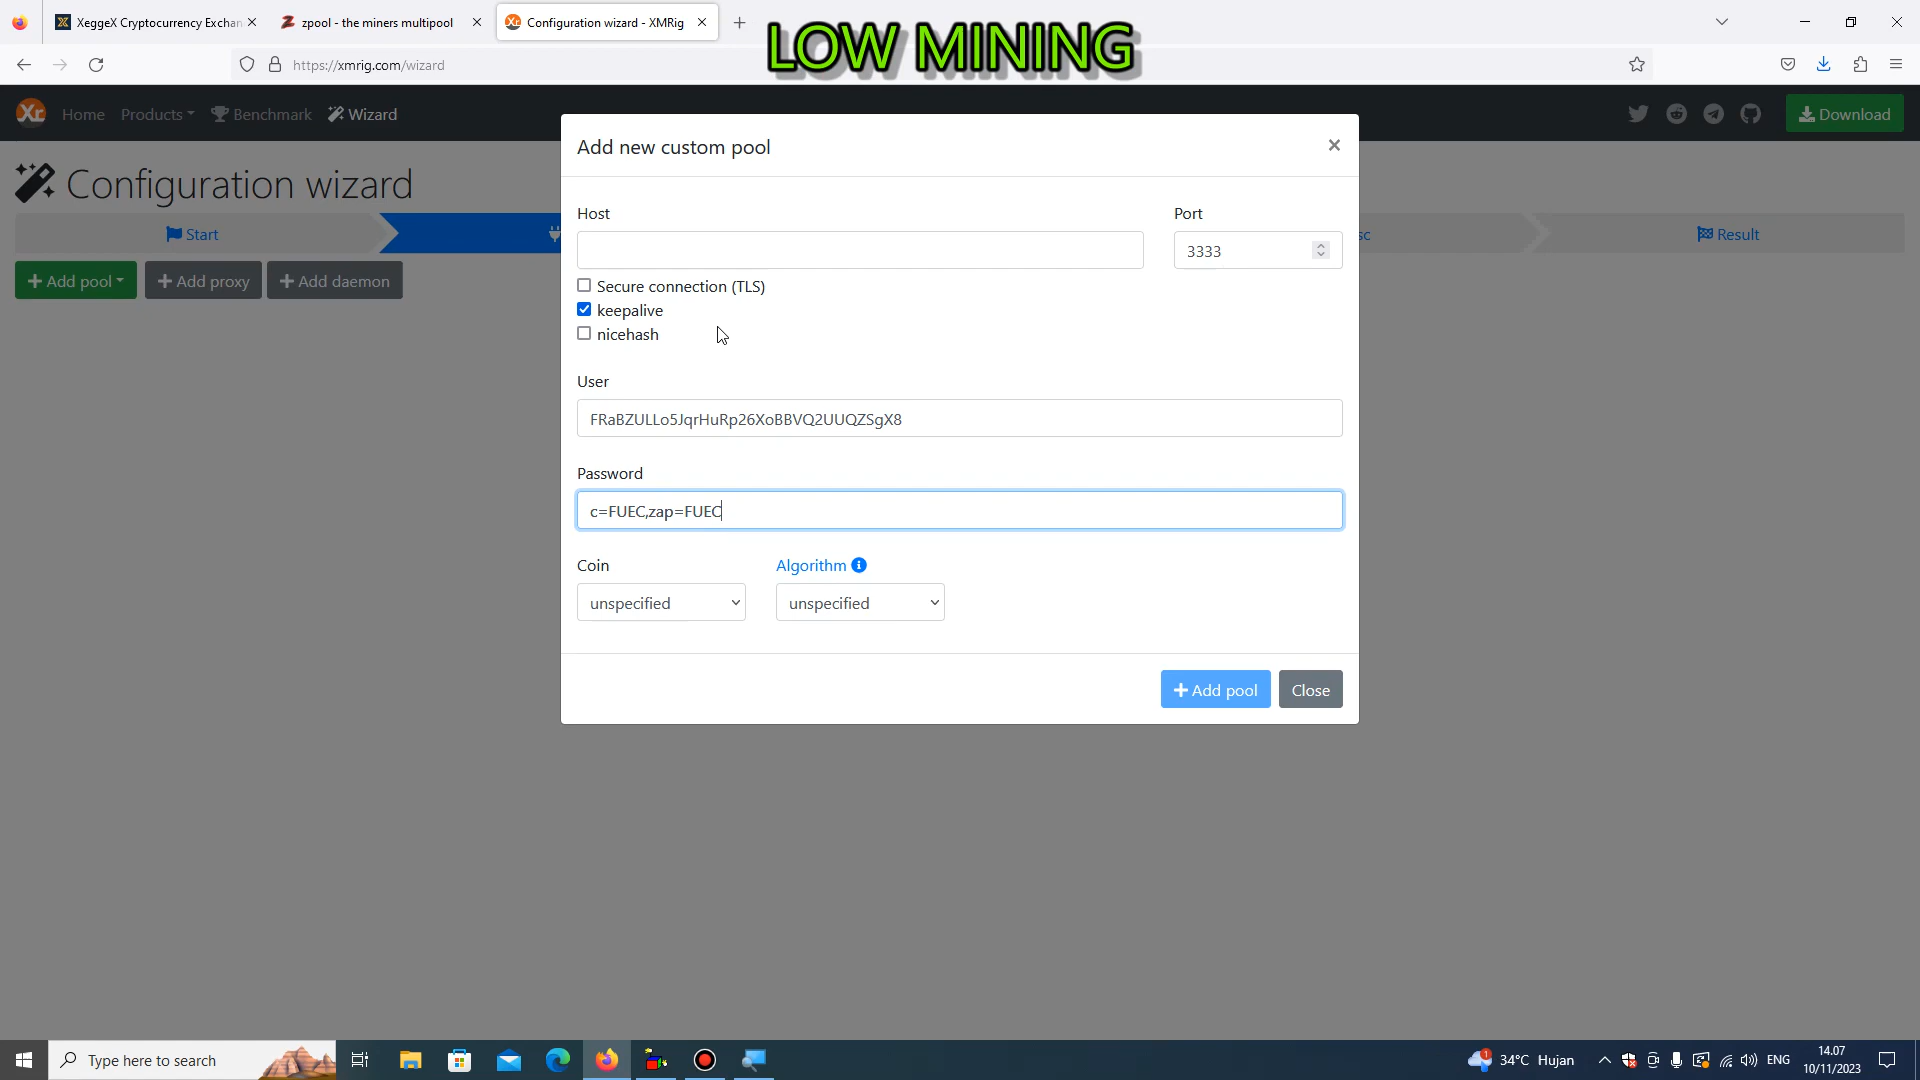 XeggeX Cryptocurrency Exchan
zpool - the miners multipool
Configuration wizard - XMRig
LOW MINING
https://xmrig.com/wizard
Xr Home Products Benchmark Wizard
Download
Configuration wizard
Start
sc
Result
Add pool
Add proxy
Add daemon
Add new custom pool
Host
Port
3333
Secure connection (TLS)
keepalive
nicehash
User
FRaBZULLo5JqrHuRp26XoBBVQ2UUQZSgX8
Password
c=FUEC,zap=FUEC
Coin
Algorithm
unspecified
unspecified
Add pool
Close
Type here to search
1
34°C Hujan
ENG
14.07
10/11/2023